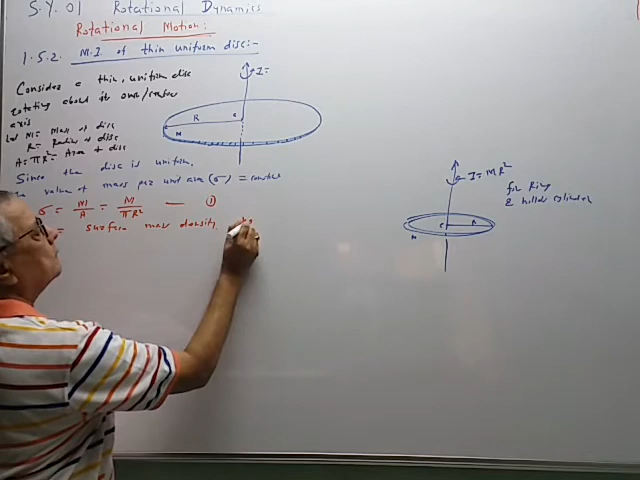 S.Y. 01 Rotational Dynamics
Rotational Motion:
1.5.2. M.I. of thin uniform disc:-
Consider a thin, uniform disc
rotating about its own/center
axis
Let M = Mass of disc
R = Radius of disc
A = πR² = Area of disc
Since the disc is uniform.
value of mass per unit area (σ) = constant
σ = M/A = M/πR² — ①
= surface mass density.
I =
R
C
M
I = MR²
for Ring
& hollow cylinder
C
R
M